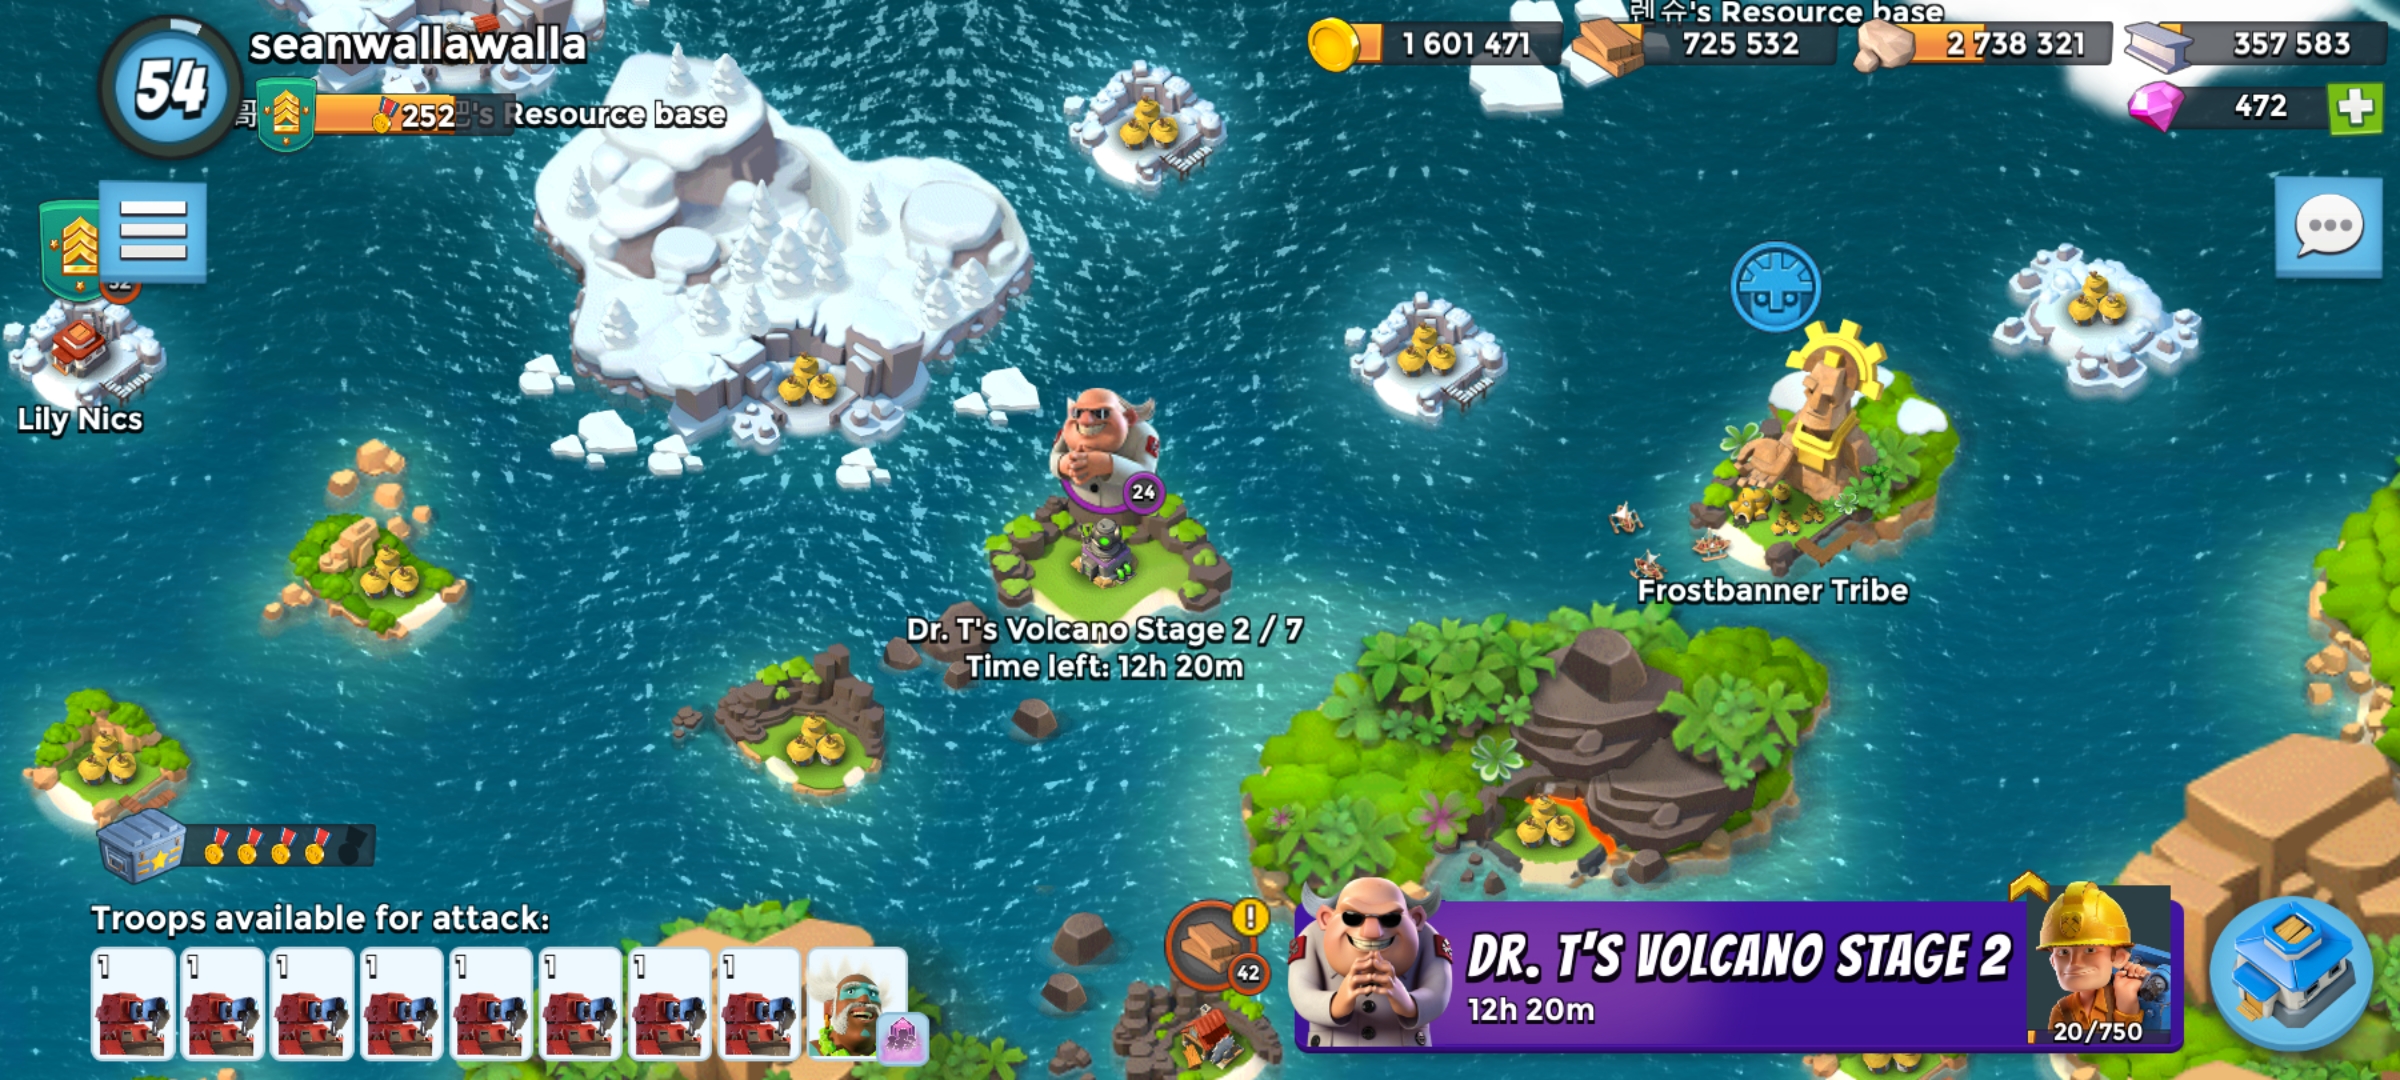 54
seanwallawalla
252
's Resource base
렌슈's Resource base
1 601 471
725 532
2 738 321
357 583
472
Lily Nics
24
Dr. T's Volcano Stage 2 / 7
Time left: 12h 20m
Frostbanner Tribe
Troops available for attack:
1
1
1
1
1
1
1
1
!
42
DR. T'S VOLCANO STAGE 2
12h 20m
20/750